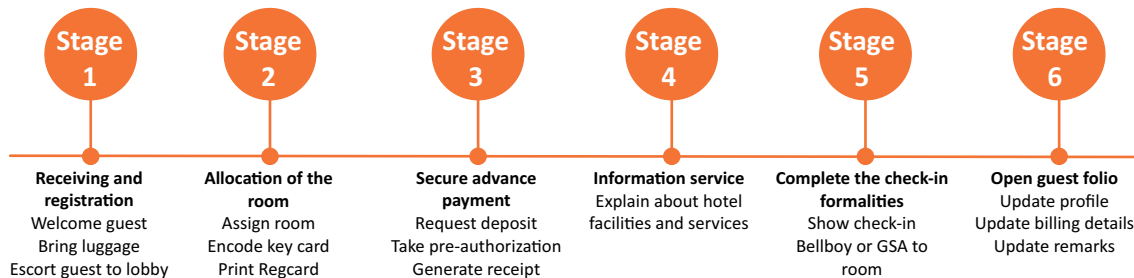 Stage
1
Stage
2
Stage
3
Stage
4
Stage
5
Stage
6
Receiving and
registration
Welcome guest
Bring luggage
Escort guest to lobby
Allocation of the
room
Assign room
Encode key card
Print Regcard
Secure advance
payment
Request deposit
Take pre-authorization
Generate receipt
Information service
Explain about hotel
facilities and services
Complete the check-in
formalities
Show check-in
Bellboy or GSA to
room
Open guest folio
Update profile
Update billing details
Update remarks